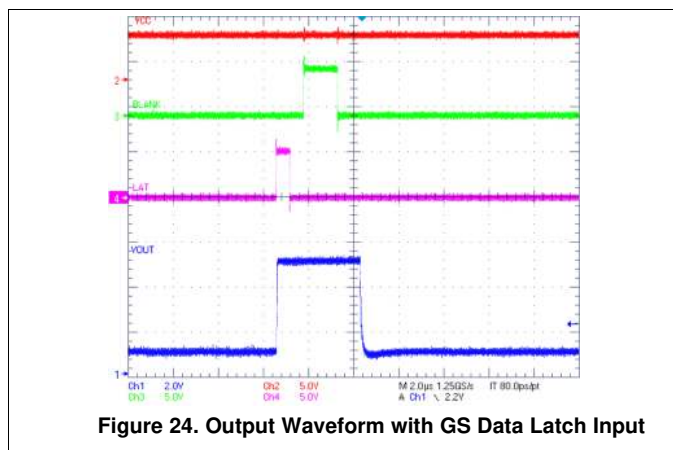 VCC
2
BLANK
3
LAT
4
VOUT
1
Ch1 2.0V Ch2 5.0V M 2.0µs 1.25GS/s IT 80.0ps/pt
Ch3 5.0V Ch4 5.0V A Ch1 \ 2.2V
Figure 24. Output Waveform with GS Data Latch Input